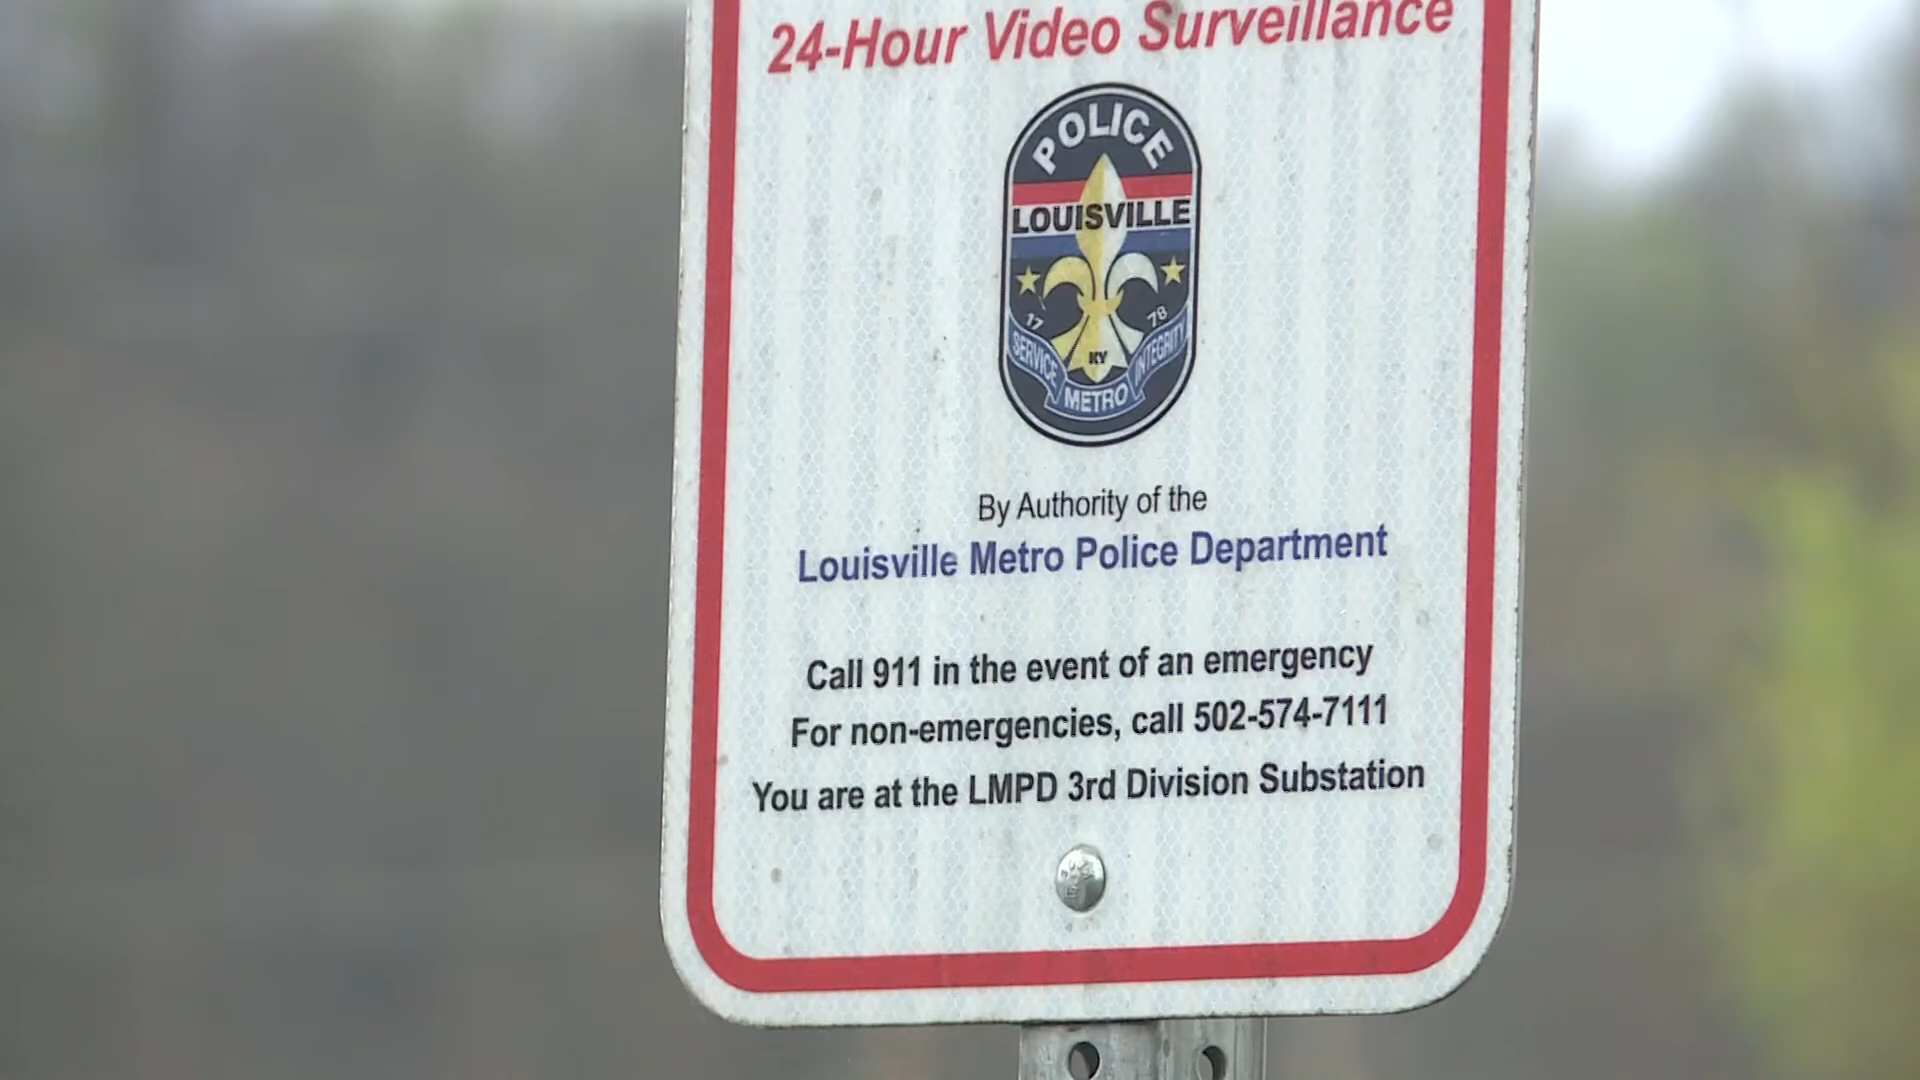 24-Hour Video Surveillance
POLICE
LOUISVILLE
17 78
KY
SERVICE METRO INTEGRITY
By Authority of the
Louisville Metro Police Department
Call 911 in the event of an emergency
For non-emergencies, call 502-574-7111
You are at the LMPD 3rd Division Substation